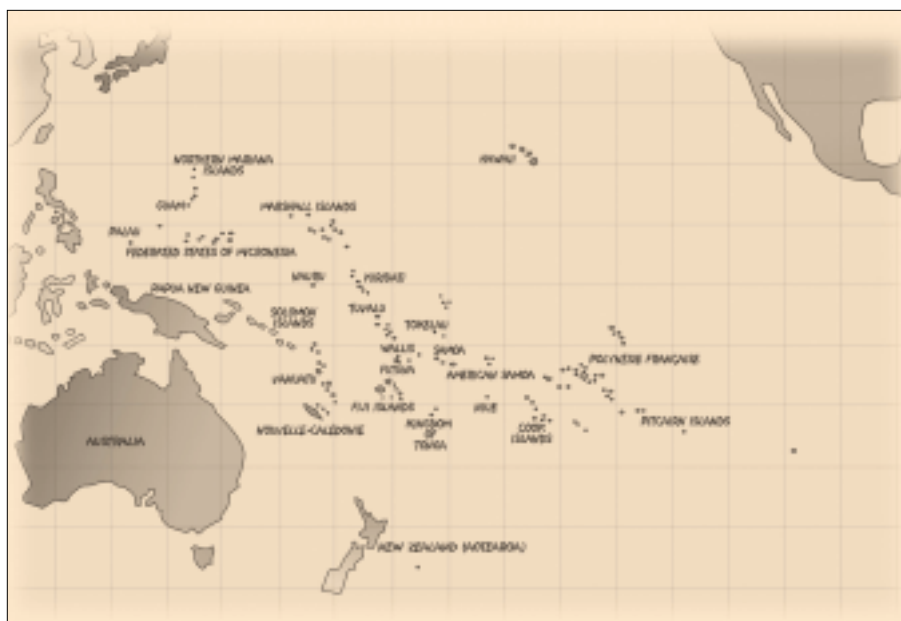 NORTHERN MARIANA
ISLANDS
HAWAII
GUAM
MARSHALL ISLANDS
PALAU
FEDERATED STATES OF MICRONESIA
NAURU
KIRIBATI
PAPUA NEW GUINEA
SOLOMON
ISLANDS
TUVALU
TOKELAU
WALLIS
&
FUTUNA
SAMOA
AMERICAN SAMOA
POLYNESIE FRANÇAISE
VANUATU
FIJI ISLANDS
NIUE
COOK
ISLANDS
PITCAIRN ISLANDS
NOUVELLE-CALEDONIE
KINGDOM
OF
TONGA
AUSTRALIA
NEW ZEALAND (AOTEAROA)